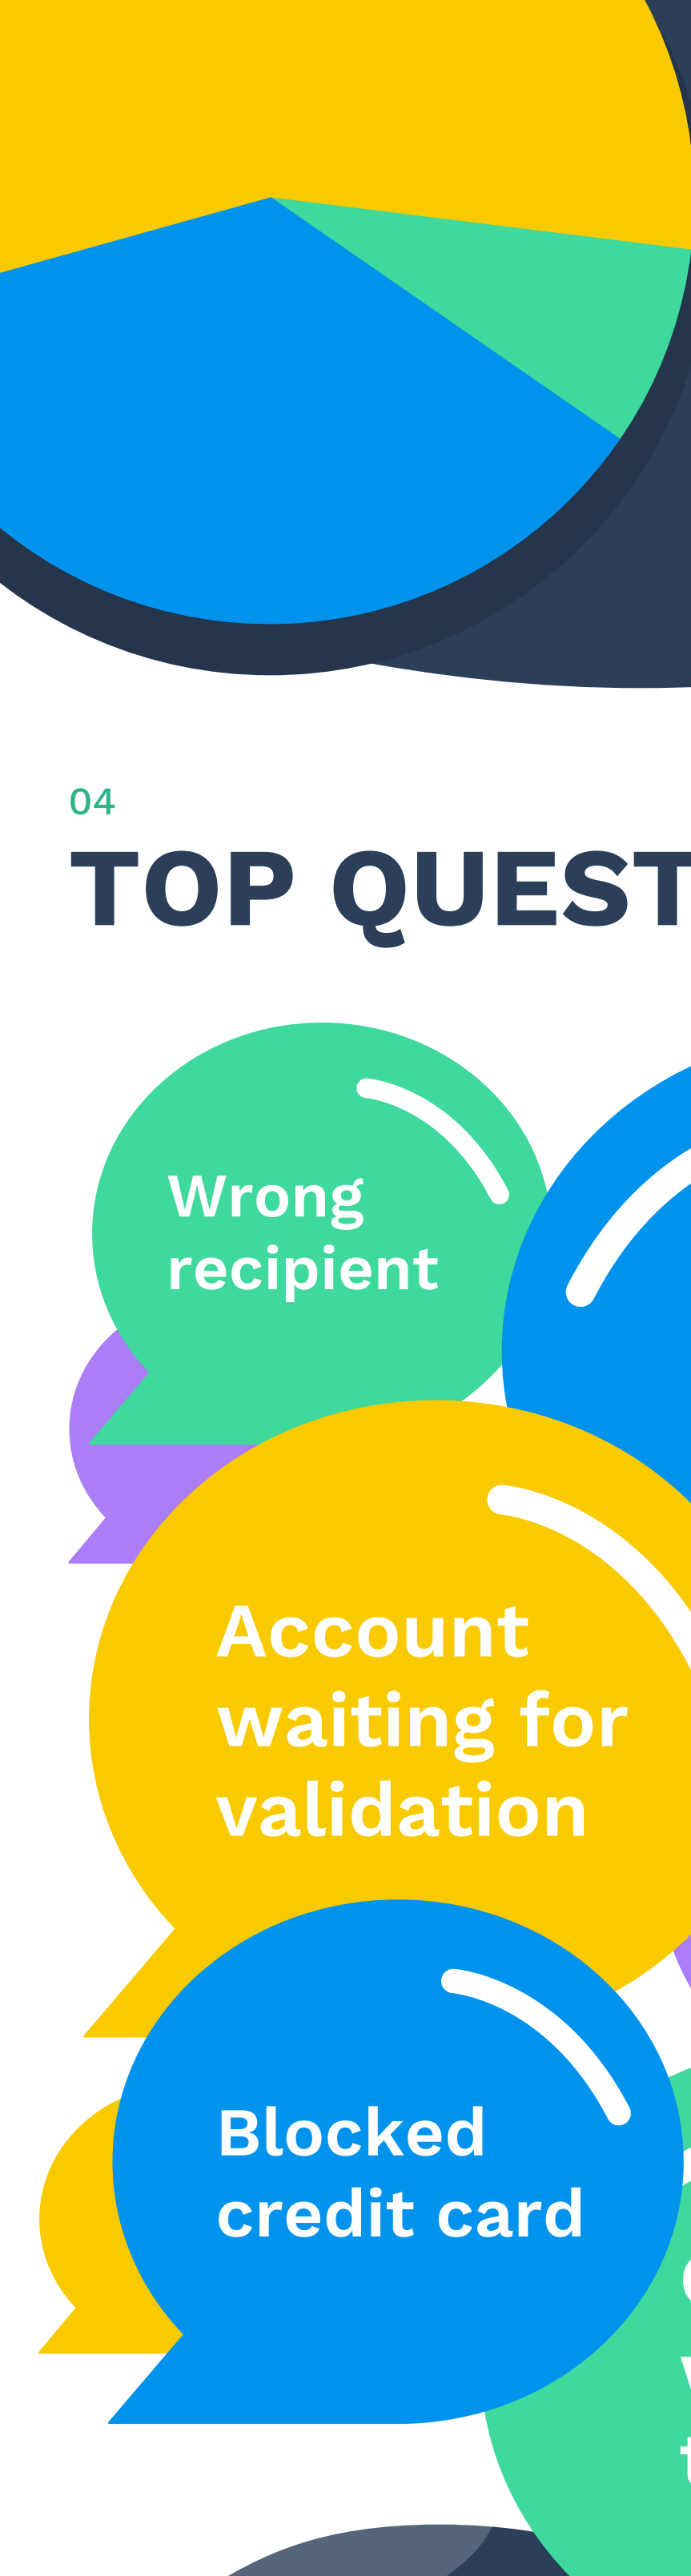 04
TOP QUEST
Wrong
recipient
Account
waiting for
validation
Blocked
credit card